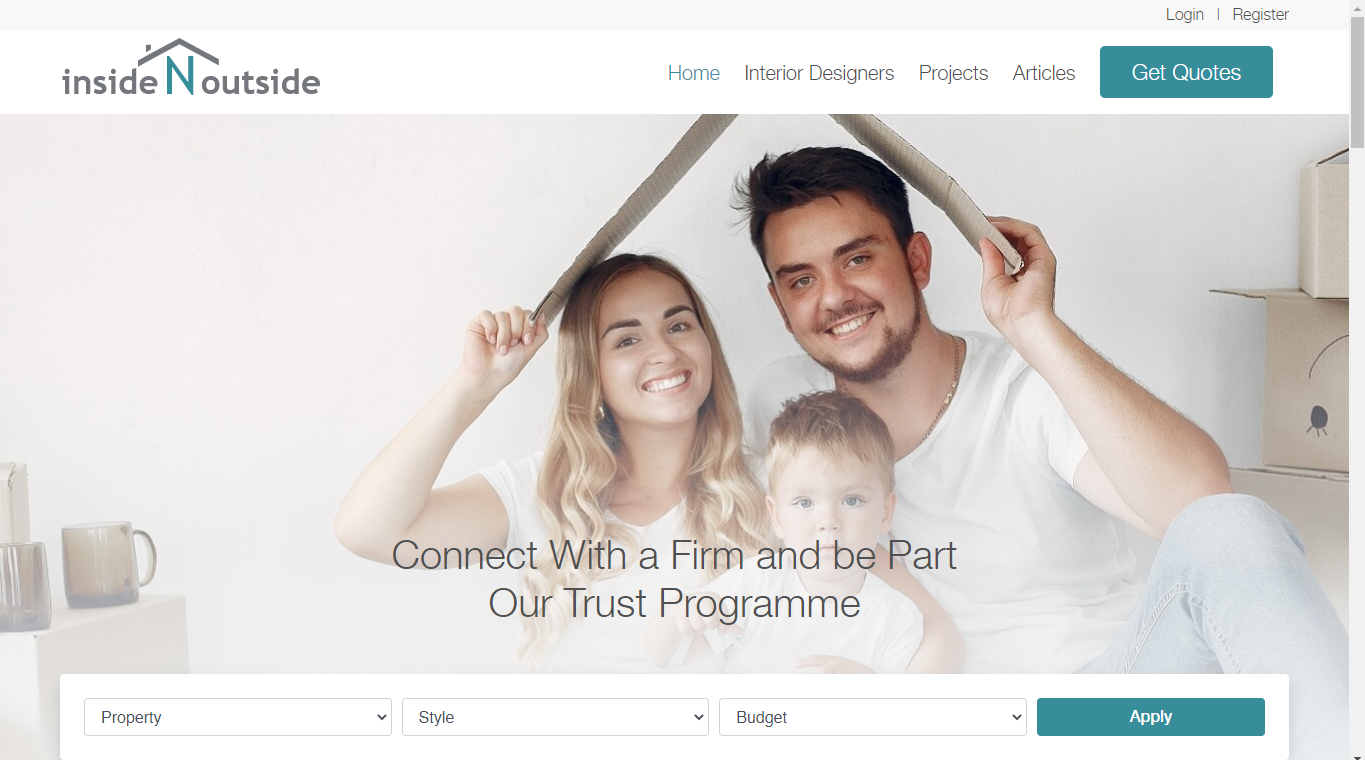 Login | Register
inside N outside
Home Interior Designers Projects Articles Get Quotes
Connect With a Firm and be Part
Our Trust Programme
Property Style Budget Apply